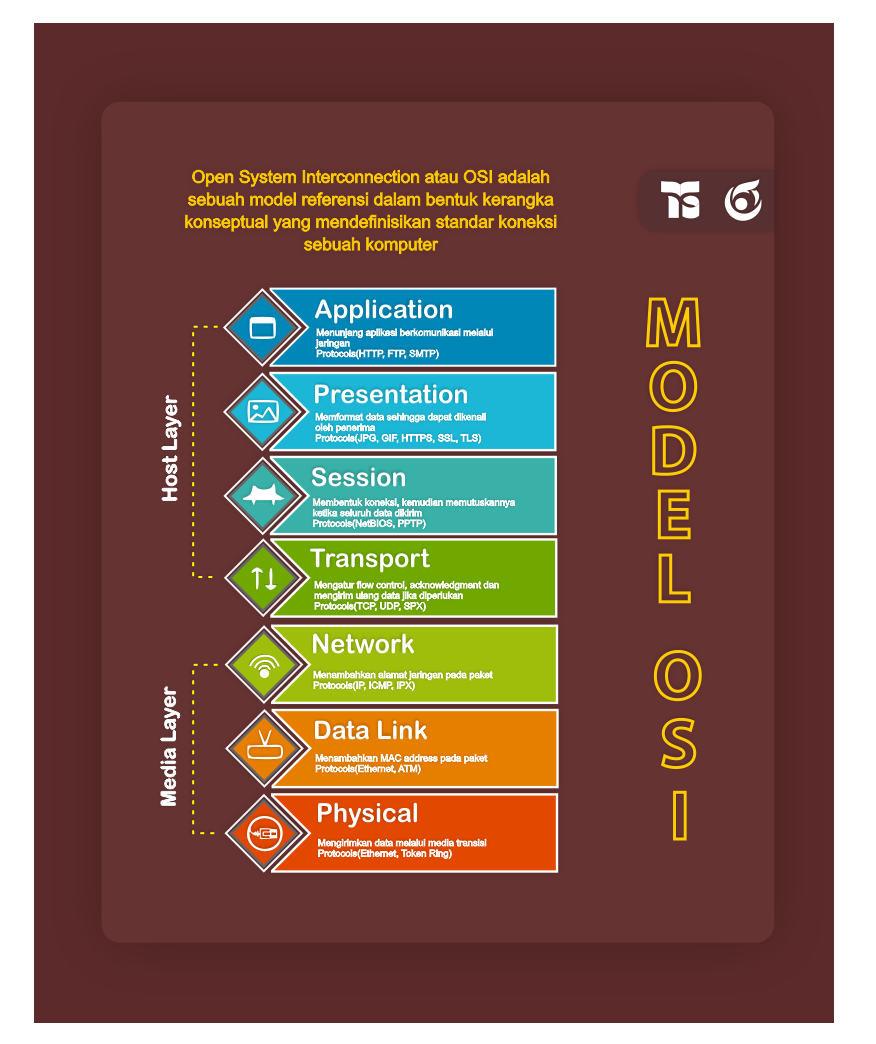 Open System Interconnection atau OSI adalah
sebuah model referensi dalam bentuk kerangka
konseptual yang mendefinisikan standar koneksi
sebuah komputer
TS
MODEL OSI
Host Layer
Application
Menunjang aplikasi berkomunikasi melalui
jaringan
Protocols(HTTP, FTP, SMTP)
Presentation
Memformat data sehingga dapat dikenali
oleh penerima
Protocols(JPG, GIF, HTTPS, SSL, TLS)
Session
Membentuk koneksi, kemudian memutuskannya
ketika seluruh data dikirim
Protocols(NetBIOS, PPTP)
Transport
Mengatur flow control, acknowledgment dan
mengirim ulang data jika diperlukan
Protocols(TCP, UDP, SPX)
Media Layer
Network
Menambahkan alamat jaringan pada paket
Protocols(IP, ICMP, IPX)
Data Link
Menambahkan MAC address pada paket
Protocols(Ethernet, ATM)
Physical
Mengirimkan data melalui media transisi
Protocols(Ethernet, Token Ring)